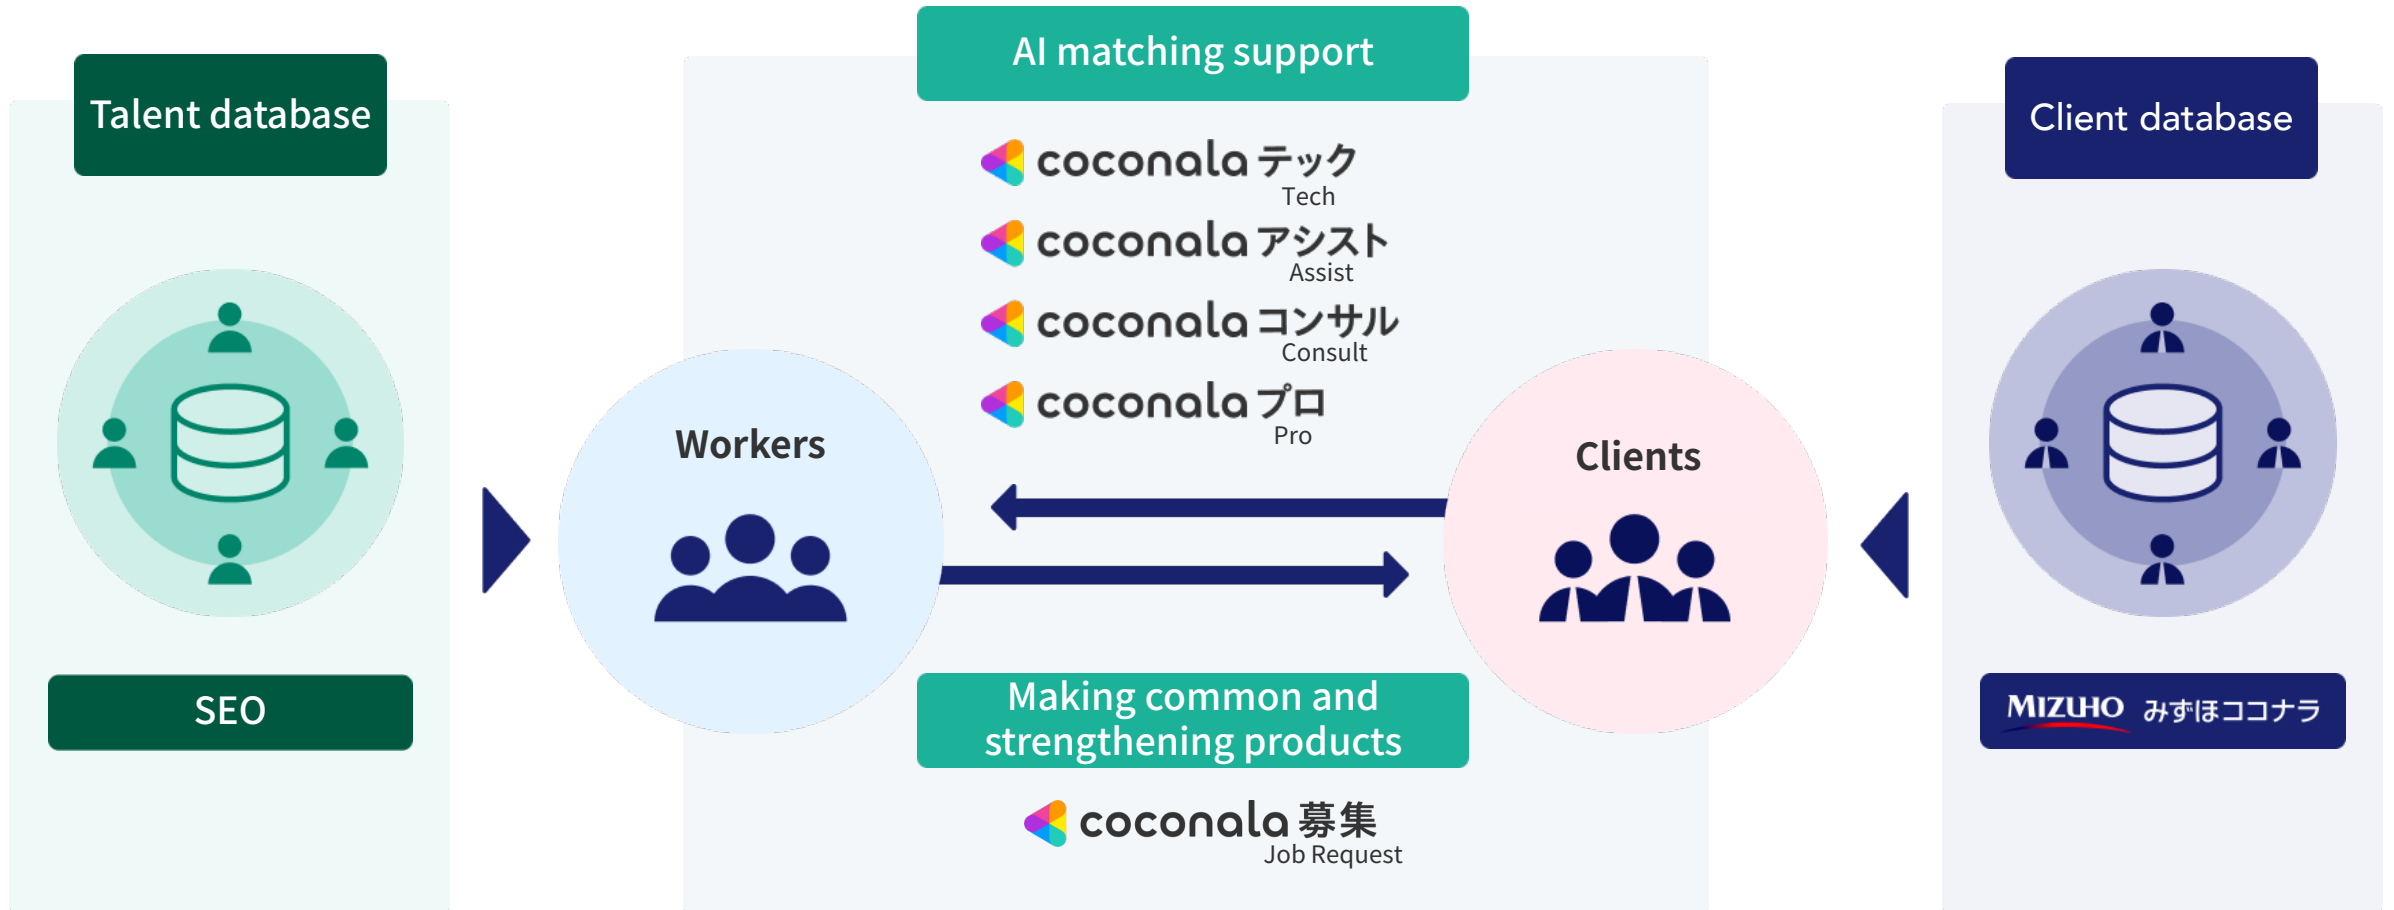 Talent database
SEO
AI matching support
coconala テック
Tech
coconala アシスト
Assist
coconala コンサル
Consult
coconala プロ
Pro
Workers
Clients
Making common and
strengthening products
coconala 募集
Job Request
Client database
MIZUHO みずほココナラ